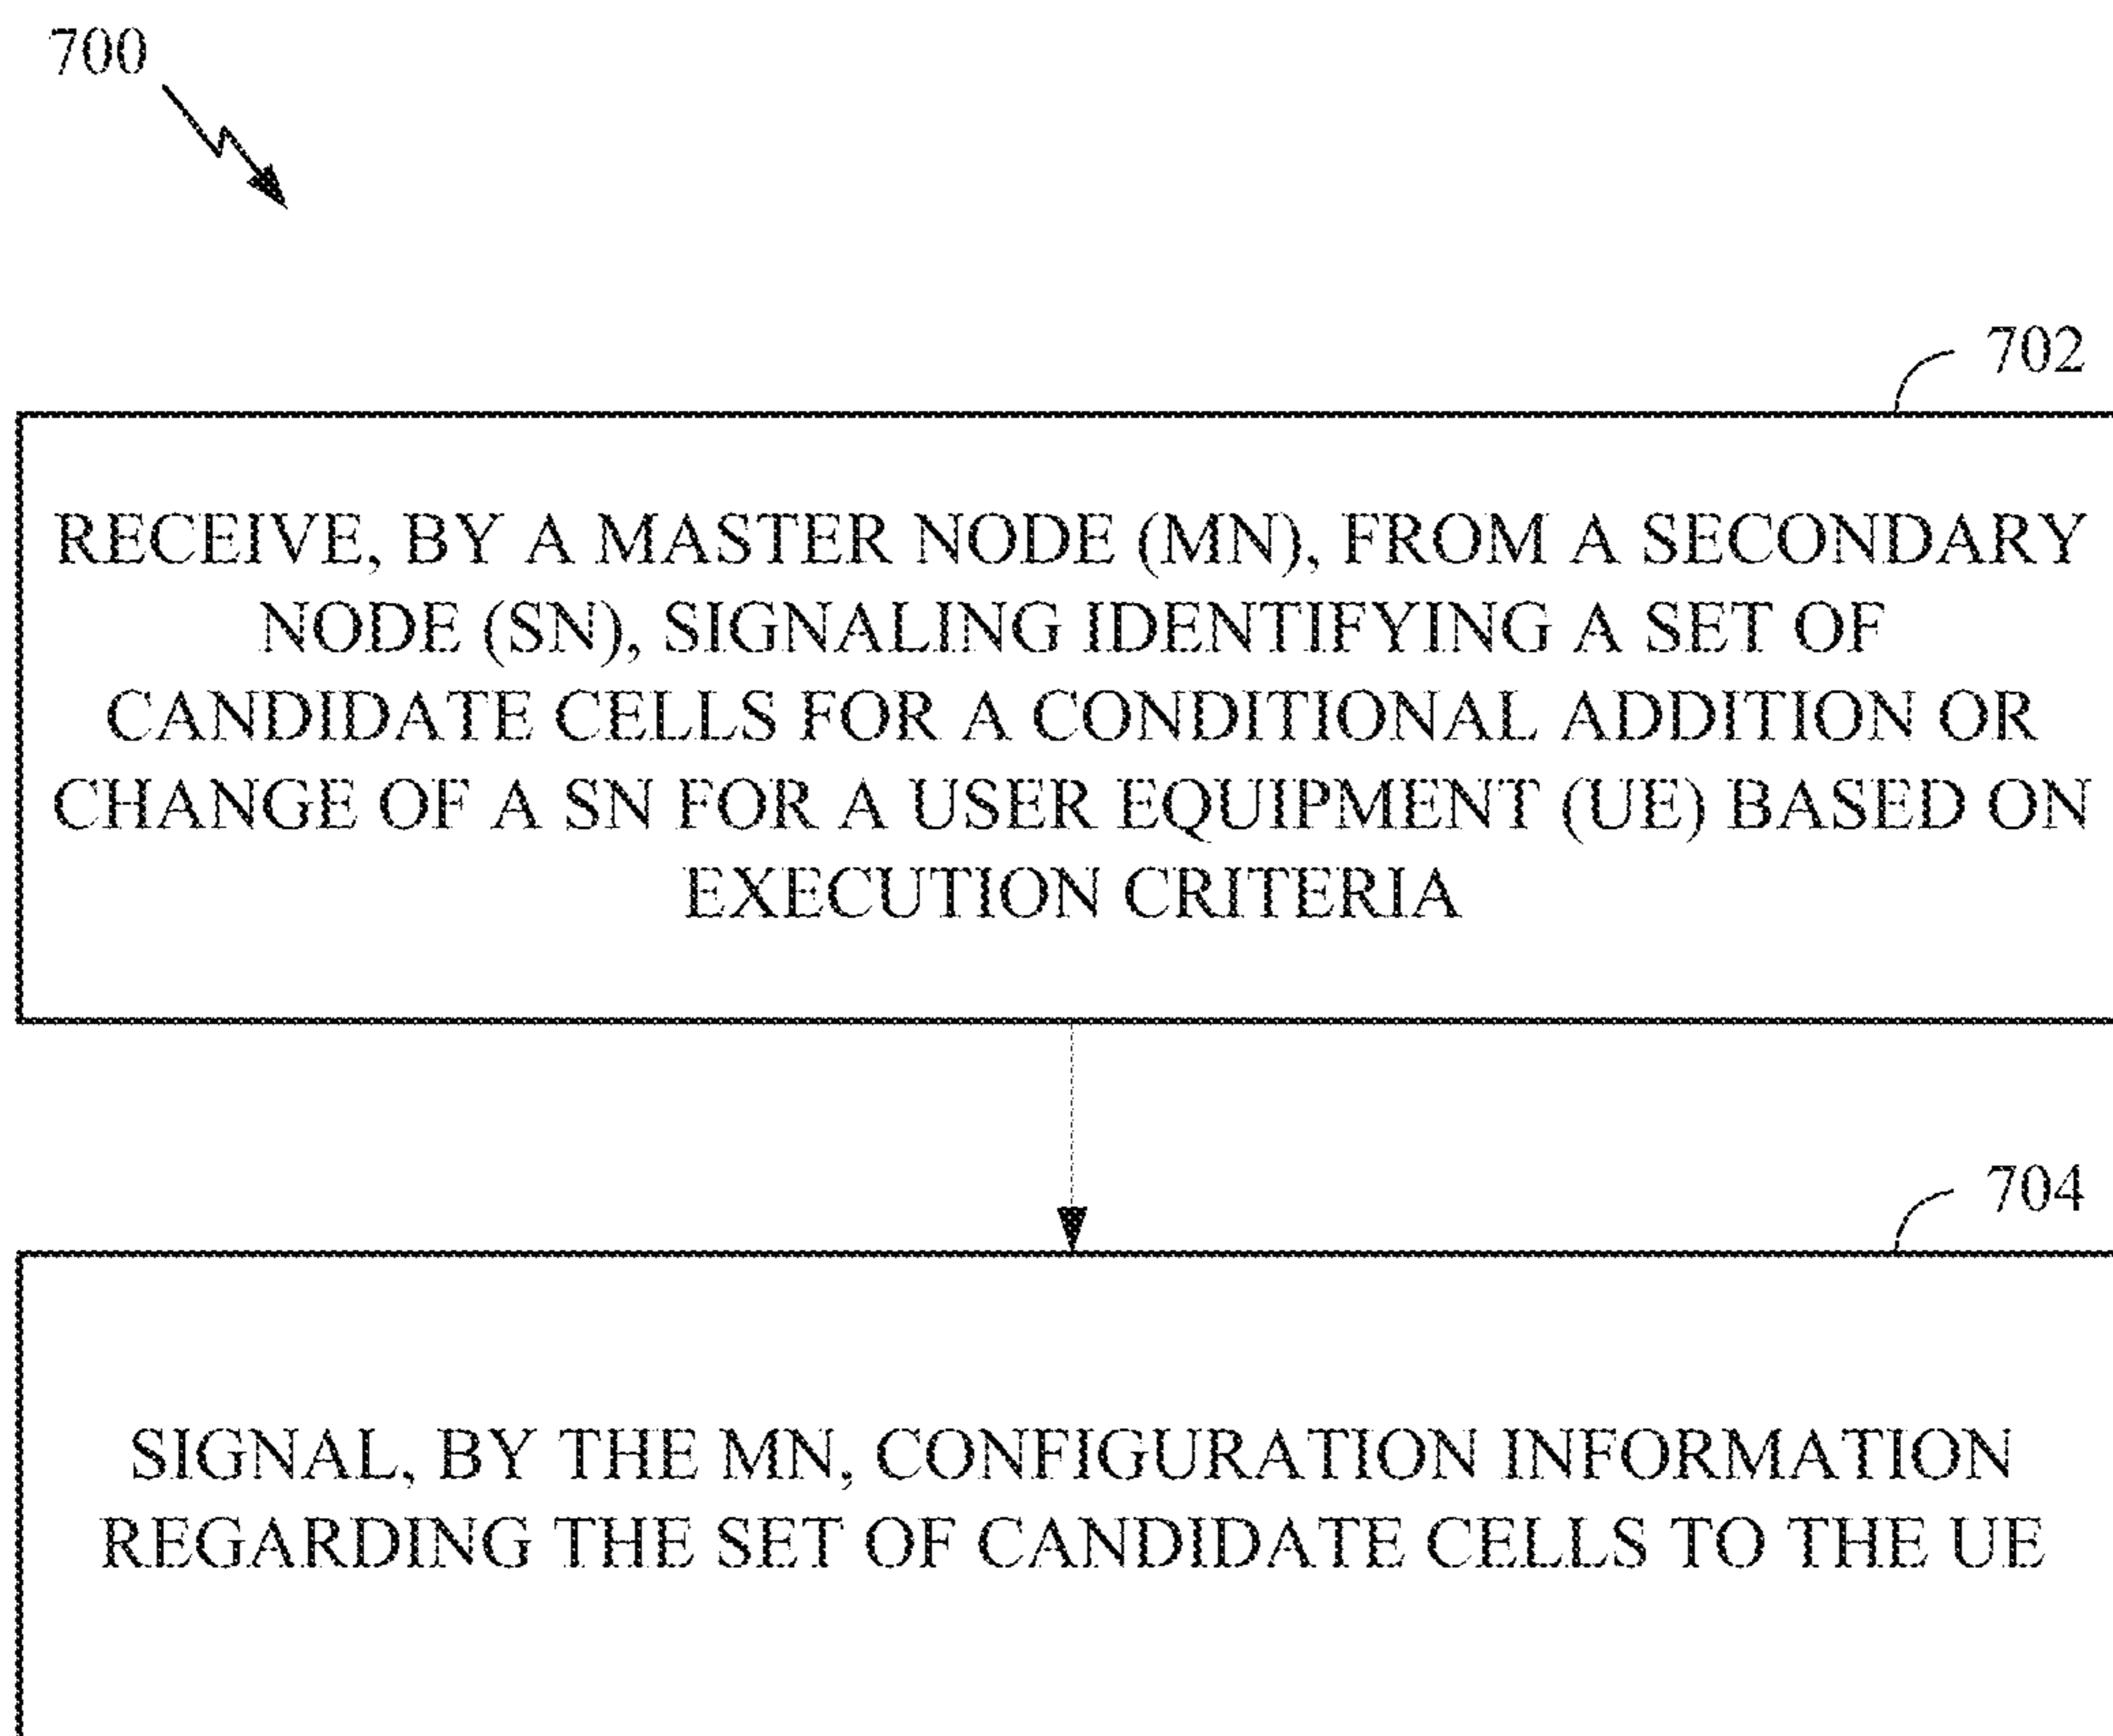 700
702
RECEIVE, BY A MASTER NODE (MN), FROM A SECONDARY
NODE (SN), SIGNALING IDENTIFYING A SET OF
CANDIDATE CELLS FOR A CONDITIONAL ADDITION OR
CHANGE OF A SN FOR A USER EQUIPMENT (UE) BASED ON
EXECUTION CRITERIA
704
SIGNAL, BY THE MN, CONFIGURATION INFORMATION
REGARDING THE SET OF CANDIDATE CELLS TO THE UE